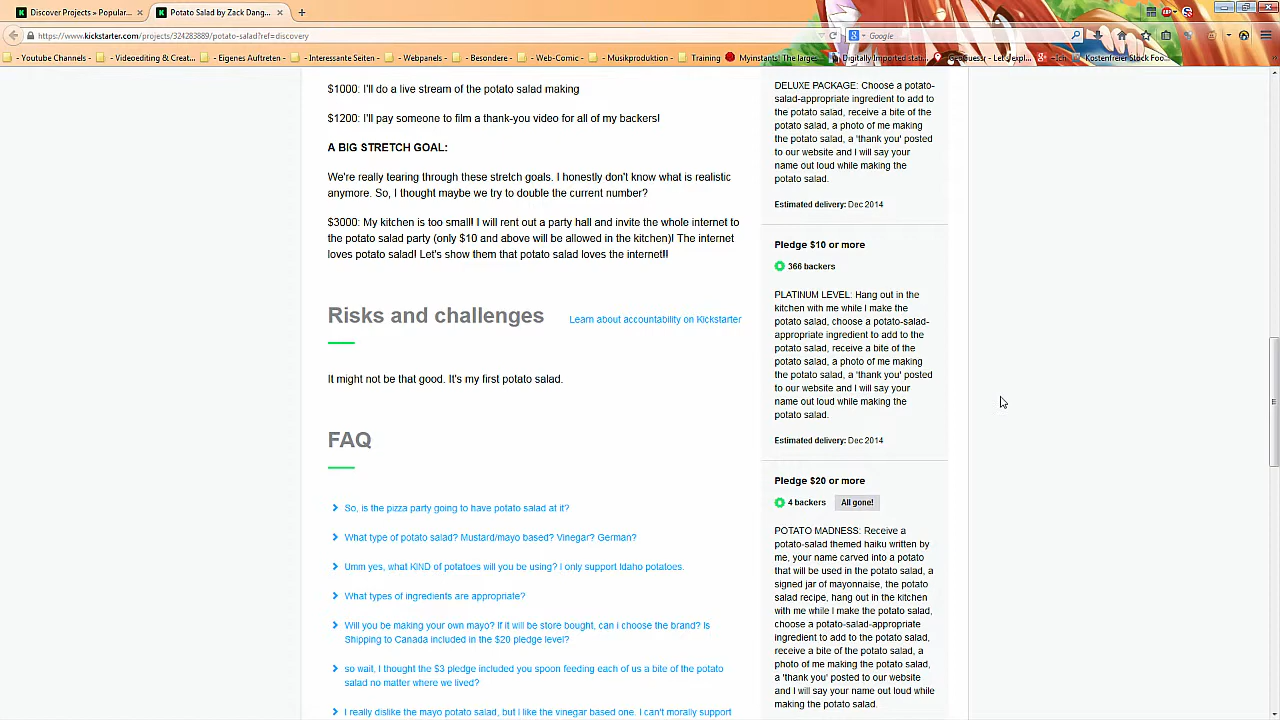 Discover Projects » Popular...
Potato Salad by Zack Dang...
https://www.kickstarter.com/projects/324283889/potato-salad?ref=discovery
Google
- Youtube Channels -
- Videoediting & Creat...
- Eigene Auftritte im
- Interessante Seiten -
- Webpanels -
- Besondere -
- Web-Comic -
- Musikproduktion -
Training
Myinstants! The larges
Digitally Imported
GeoGuessr - Let's expl...
Kostenfreier Stock Foo...
$1000: I'll do a live stream of the potato salad making
$1200: I'll pay someone to film a thank-you video for all of my backers!
A BIG STRETCH GOAL:
We're really tearing through these stretch goals. I honestly don't know what is realistic
anymore. So, I thought maybe we try to double the current number?
$3000: My kitchen is too small! I will rent out a party hall and invite the whole internet to
the potato salad party (only $10 and above will be allowed in the kitchen)! The internet
loves potato salad! Let's show them that potato salad loves the internet!!
Risks and challenges
Learn about accountability on Kickstarter
It might not be that good. It's my first potato salad.
FAQ
So, is the pizza party going to have potato salad at it?
What type of potato salad? Mustard/mayo based? Vinegar? German?
Umm yes, what KIND of potatoes will you be using? I only support Idaho potatoes.
What types of ingredients are appropriate?
Will you be making your own mayo? If it will be store bought, can i choose the brand? Is
Shipping to Canada included in the $20 pledge level?
so wait, I thought the $3 pledge included you spoon feeding each of us a bite of the potato
salad no matter where we lived?
I really dislike the mayo potato salad, but I like the vinegar based one. I can't morally support
DELUXE PACKAGE: Choose a potato-
salad-appropriate ingredient to add to
the potato salad, receive a bite of the
potato salad, a photo of me making
the potato salad, a 'thank you' posted
to our website and I will say your
name out loud while making the
potato salad.
Estimated delivery: Dec 2014
Pledge $10 or more
366 backers
PLATINUM LEVEL: Hang out in the
kitchen with me while I make the
potato salad, choose a potato-salad-
appropriate ingredient to add to the
potato salad, receive a bite of the
potato salad, a photo of me making
the potato salad, a 'thank you' posted
to our website and I will say your
name out loud while making the
potato salad.
Estimated delivery: Dec 2014
Pledge $20 or more
4 backers All gone!
POTATO MADNESS: Receive a
potato-salad themed haiku written by
me, your name carved into a potato
that will be used in the potato salad, a
signed jar of mayonnaise, the potato
salad recipe, hang out in the kitchen
with me while I make the potato salad,
choose a potato-salad-appropriate
ingredient to add to the potato salad,
receive a bite of the potato salad, a
photo of me making the potato salad,
a 'thank you' posted to our website
and I will say your name out loud while
making the potato salad.